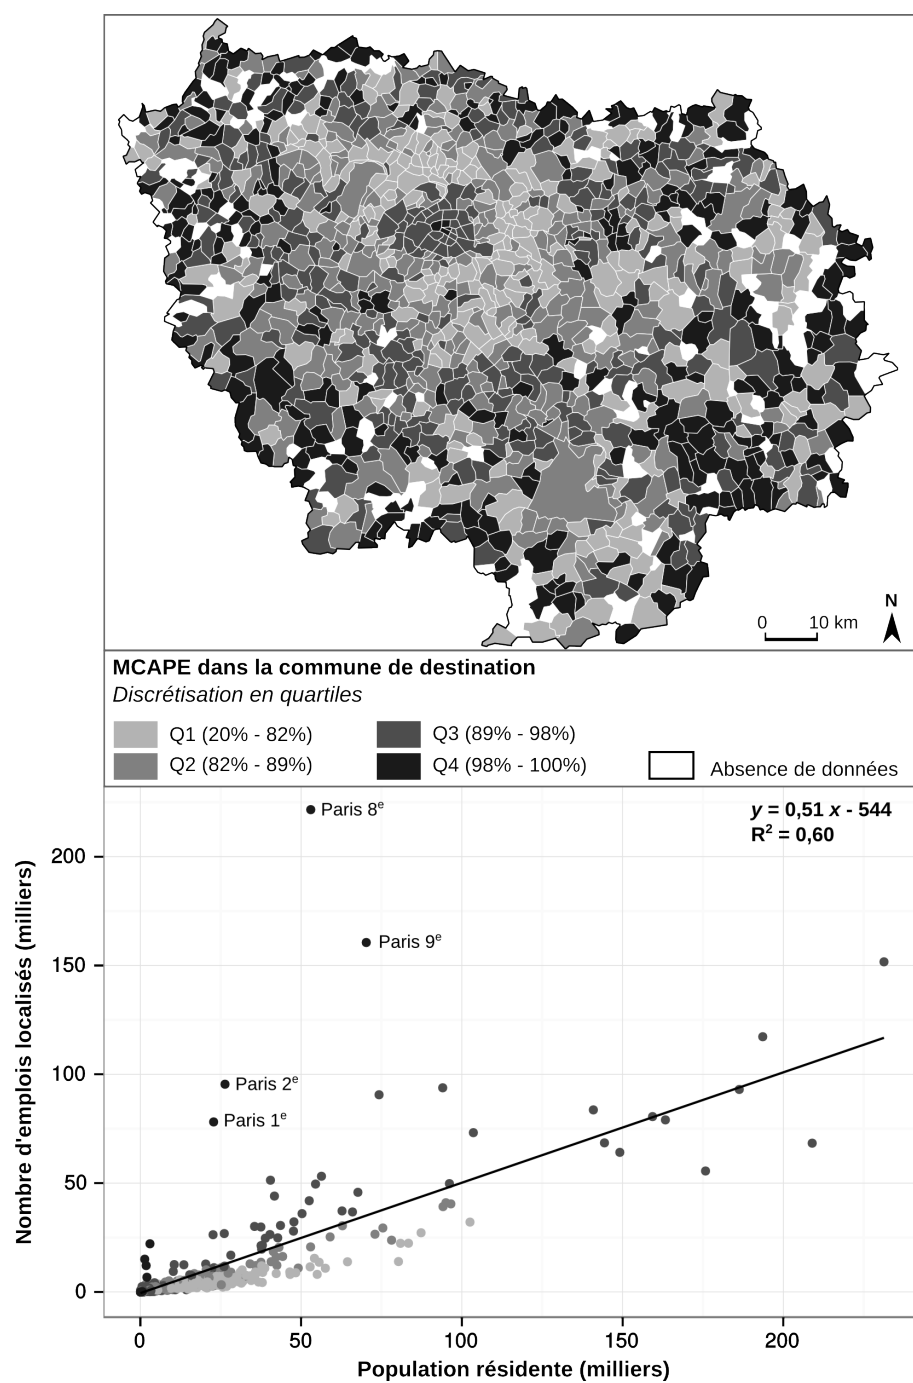 N
0 10 km
MCAPE dans la commune de destination
Discrétisation en quartiles
Q1 (20% - 82%)
Q3 (89% - 98%)
Q2 (82% - 89%)
Q4 (98% - 100%)
Absence de données
Paris 8e
y = 0,51 x - 544
R2 = 0,60
200
Paris 9e
150
Paris 2e
100
Paris 1e
50
0
Nombre d'emplois localisés (milliers)
0 50 100 150 200
Population résidente (milliers)